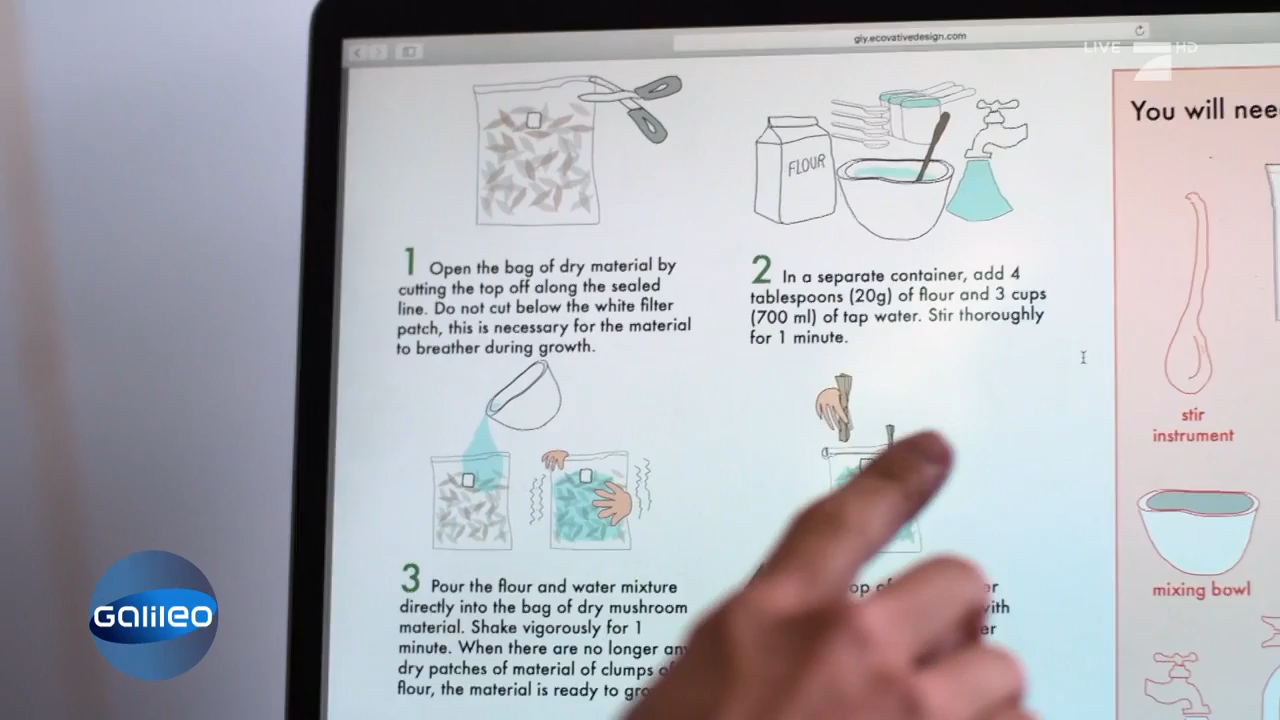 giy.ecovativedesign.com
LIVE HD
You will nee
FLOUR
1 Open the bag of dry material by
cutting the top off along the sealed
line. Do not cut below the white filter
patch, this is necessary for the material
to breather during growth.
2 In a separate container, add 4
tablespoons (20g) of flour and 3 cups
(700 ml) of tap water. Stir thoroughly
for 1 minute.
stir
instrument
3 Pour the flour and water mixture
directly into the bag of dry mushroom
material. Shake vigorously for 1
minute. When there are no longer
dry patches of material of clumps
flour, the material is ready to
top of
with
mixing bowl
Galileo